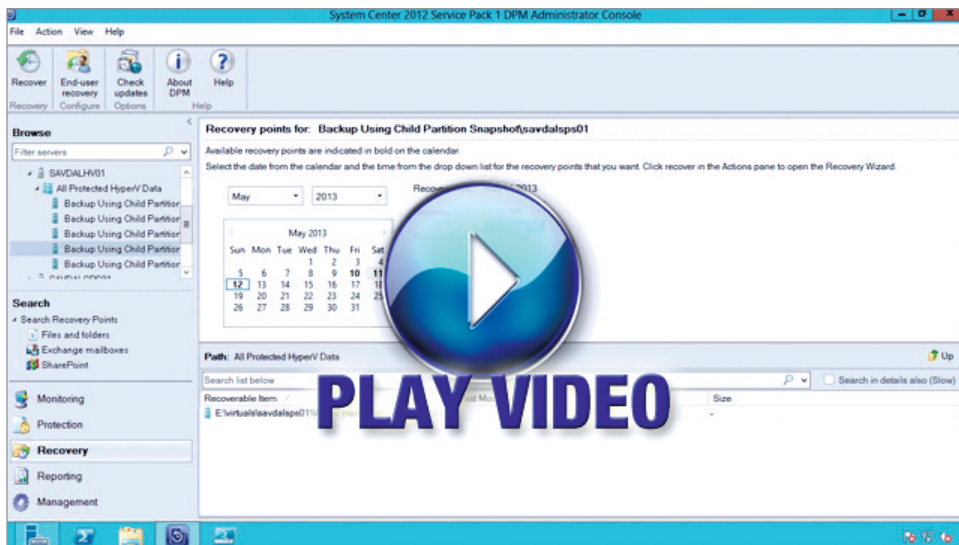 System Center 2012 Service Pack 1 DPM Administrator Console
File Action View Help
Recover
End-user recovery
Check updates
About DPM
Help
Recovery Configure Options Help
Browse
Filter servers
SAVDALHV01
All Protected HyperV Data
Backup Using Child Partition
Backup Using Child Partition
Backup Using Child Partition
Backup Using Child Partition
Backup Using Child Partition
Search
Search Recovery Points
Files and folders
Exchange mailboxes
SharePoint
Monitoring
Protection
Recovery
Reporting
Management
Recovery points for: Backup Using Child Partition Snapshot\savdalsps01
Available recovery points are indicated in bold on the calendar.
Select the date from the calendar and the time from the drop down list for the recovery points that you want. Click recover in the Actions pane to open the Recovery Wizard.
May 2013
May 2013
Sun Mon Tue Wed Thu Fri Sat
1 2 3 4
5 6 7 8 9 10 11
12 13 14 15 16 17 18
19 20 21 22 23 24 25
26 27 28 29 30 31
2013
Path: All Protected HyperV Data
Up
Search list below
Search in details also (Slow)
Recoverable Item
Size
E:\virtuals\savdalsps01\
-
PLAY VIDEO